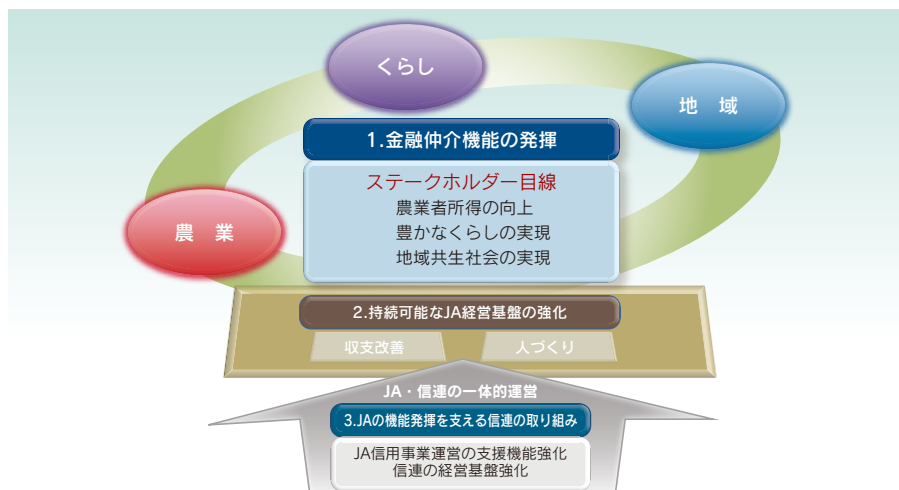 くらし
地　域
農　業
1.金融仲介機能の発揮
ステークホルダー目線
農業者所得の向上
豊かなくらしの実現
地域共生社会の実現
2.持続可能なJA経営基盤の強化
収支改善
人づくり
JA・信連の一体的運営
3.JAの機能発揮を支える信連の取り組み
JA信用事業運営の支援機能強化
信連の経営基盤強化